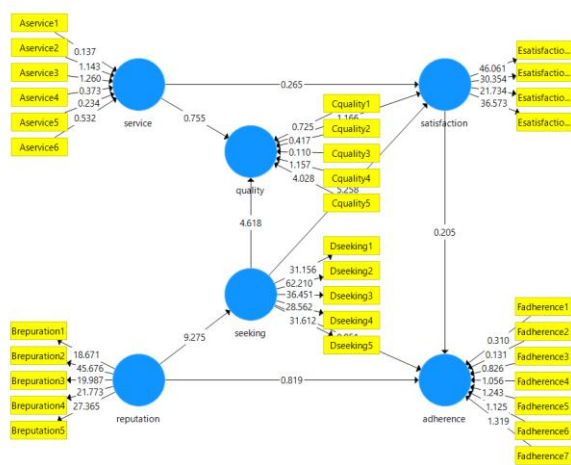 Aservice1
Aservice2
Aservice3
Aservice4
Aservice5
Aservice6
0.137
1.143
1.260
0.373
0.234
0.532
service
0.265
0.755
satisfaction
46.061
30.354
21.734
36.573
Esatisfactio...
Esatisfactio...
Esatisfactio...
Esatisfactio...
Cquality1
Cquality2
Cquality3
Cquality4
Cquality5
1.166
0.725
0.417
0.110
1.157
4.028
quality
5.258
4.618
0.205
Dseeking1
Dseeking2
Dseeking3
Dseeking4
Dseeking5
31.156
62.210
36.451
28.562
31.612
seeking
9.275
Brepuration1
Brepuration2
Brepuration3
Brepuration4
Brepuration5
18.671
45.676
19.987
21.773
27.365
reputation
0.819
adherence
0.310
0.131
0.826
1.056
1.243
1.125
1.319
Fadherence1
Fadherence2
Fadherence3
Fadherence4
Fadherence5
Fadherence6
Fadherence7